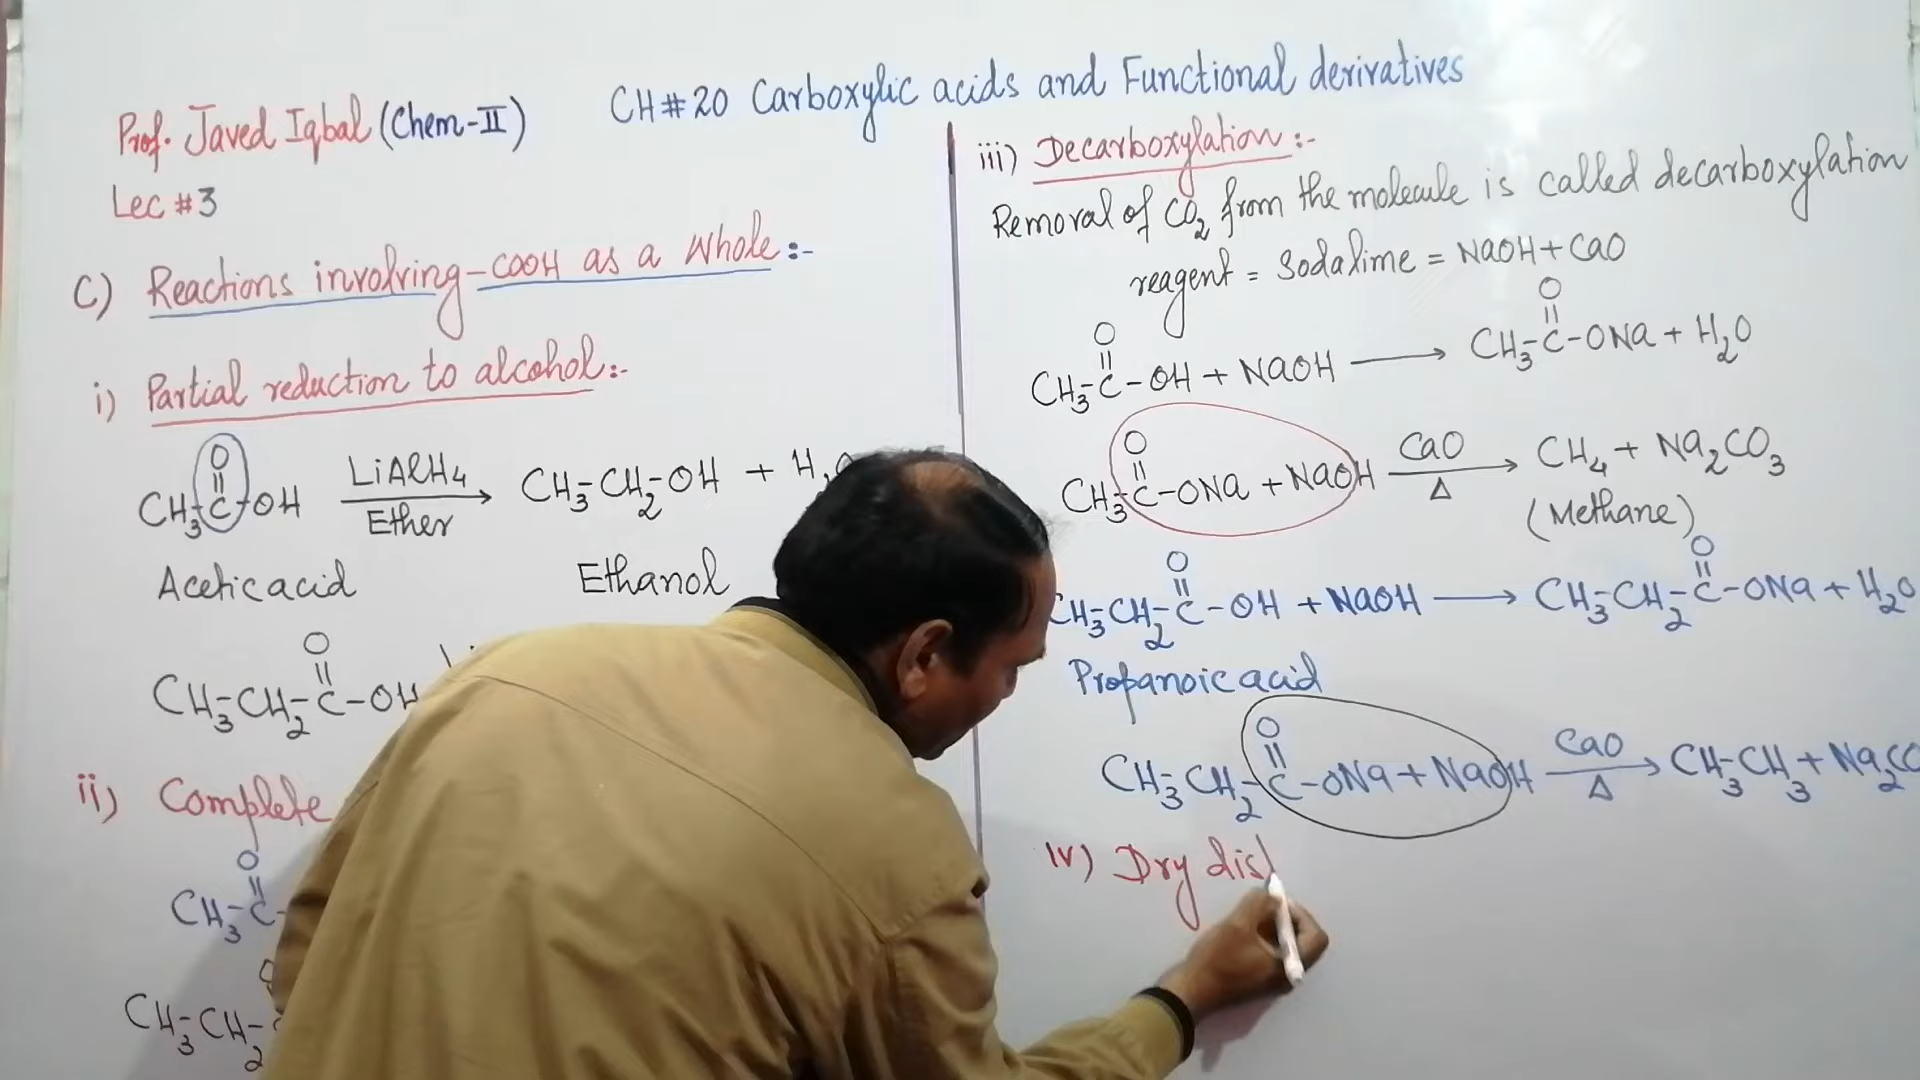 Prof. Javed Iqbal (Chem-II)
CH#20 Carboxylic acids and Functional derivatives
Lec #3
C) Reactions involving -COOH as a whole:-
i) Partial reduction to alcohol:-
O
||
CH₃-C-OH LiAlH₄ / Ether → CH₃-CH₂-OH + H₂
Acetic acid Ethanol
O
||
CH₃-CH₂-C-OH
ii) Complete
O
||
CH₃-C-
CH₃-CH₂-
iii) Decarboxylation:-
Removal of CO₂ from the molecule is called decarboxylation
reagent = Sodalime = NaOH + CaO
O O
|| ||
CH₃-C-OH + NaOH → CH₃-C-ONa + H₂O
O
||
CH₃-C-ONa + NaOH CaO / Δ → CH₄ + Na₂CO₃
(Methane)
O O
|| ||
CH₃-CH₂-C-OH + NaOH → CH₃-CH₂-C-ONa + H₂O
Propanoic acid
O
||
CH₃-CH₂-C-ONa + NaOH CaO / Δ → CH₃-CH₃ + Na₂CO
iv) Dry dis